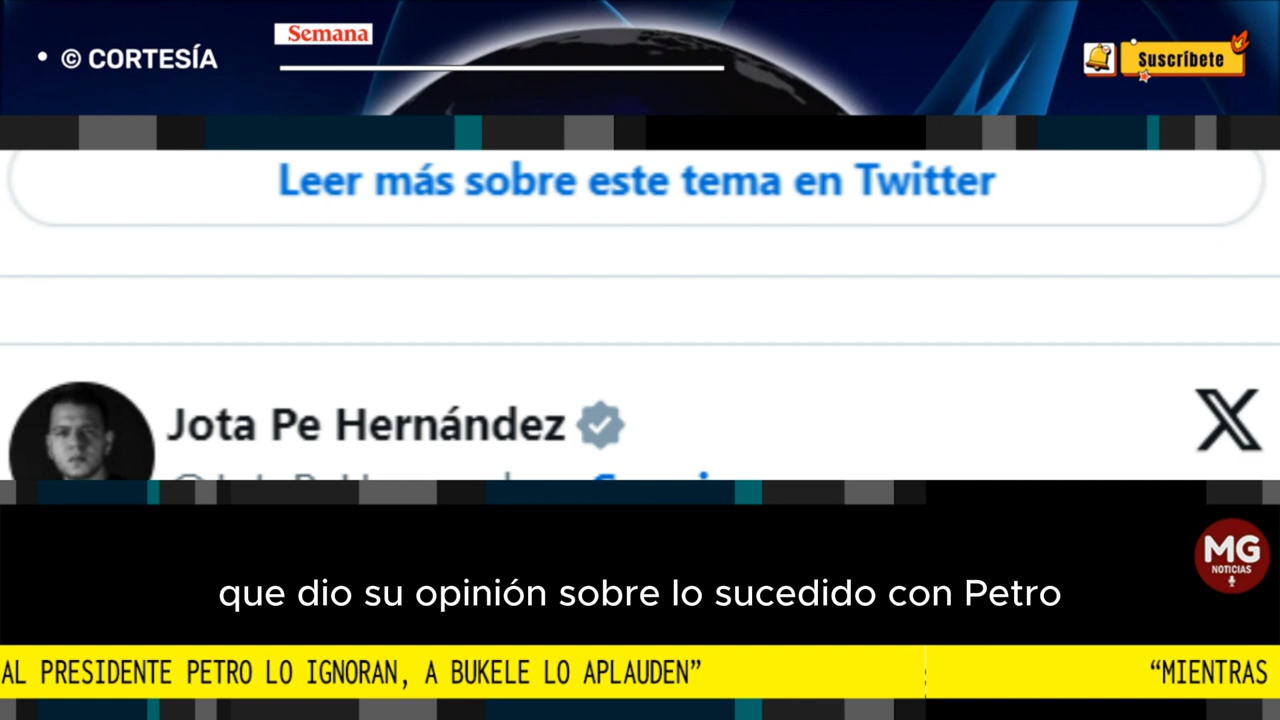 Semana
• © CORTESÍA
Suscríbete
Leer más sobre este tema en Twitter
Jota Pe Hernández
MG
NOTICIAS
que dio su opinión sobre lo sucedido con Petro
AL PRESIDENTE PETRO LO IGNORAN, A BUKELE LO APLAUDEN” “MIENTRAS